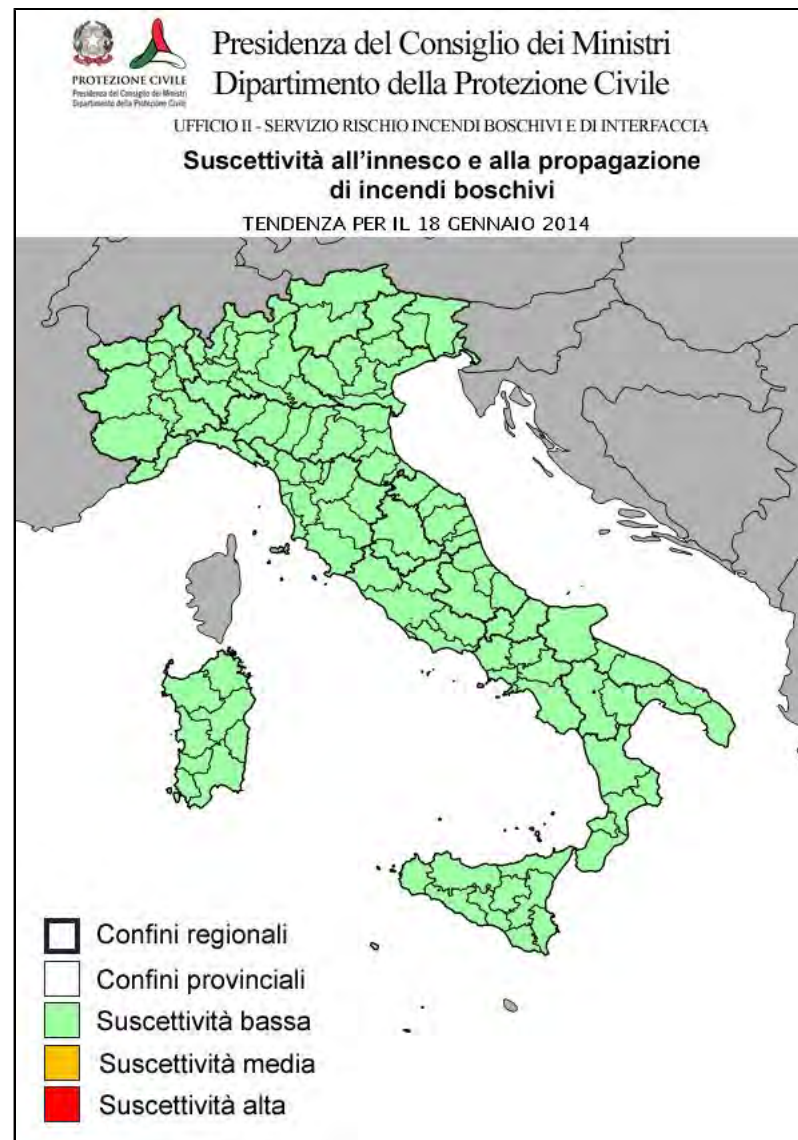 Presidenza del Consiglio dei Ministri
Dipartimento della Protezione Civile
PROTEZIONE CIVILE
Presidenza del Consiglio dei Ministri
Dipartimento della Protezione Civile
UFFICIO II - SERVIZIO RISCHIO INCENDI BOSCHIVI E DI INTERFACCIA
Suscettività all'innesco e alla propagazione
di incendi boschivi
TENDENZA PER IL 18 GENNAIO 2014
Confini regionali
Confini provinciali
Suscettività bassa
Suscettività media
Suscettività alta